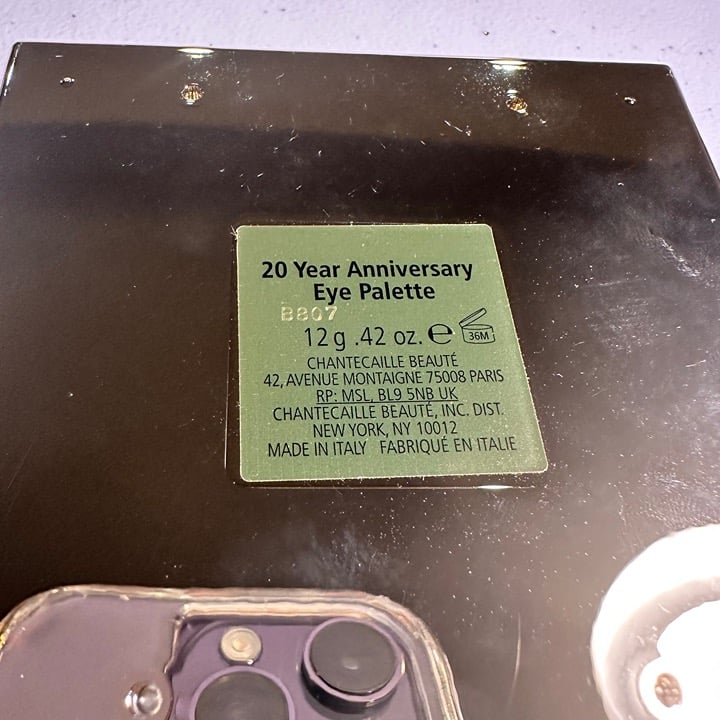 20 Year Anniversary
Eye Palette
B807
12 g .42 oz. ℮ 36M
CHANTECAILLE BEAUTÉ
42, AVENUE MONTAIGNE 75008 PARIS
RP: MSL, BL9 5NB UK
CHANTECAILLE BEAUTÉ, INC. DIST.
NEW YORK, NY 10012
MADE IN ITALY FABRIQUÉ EN ITALIE